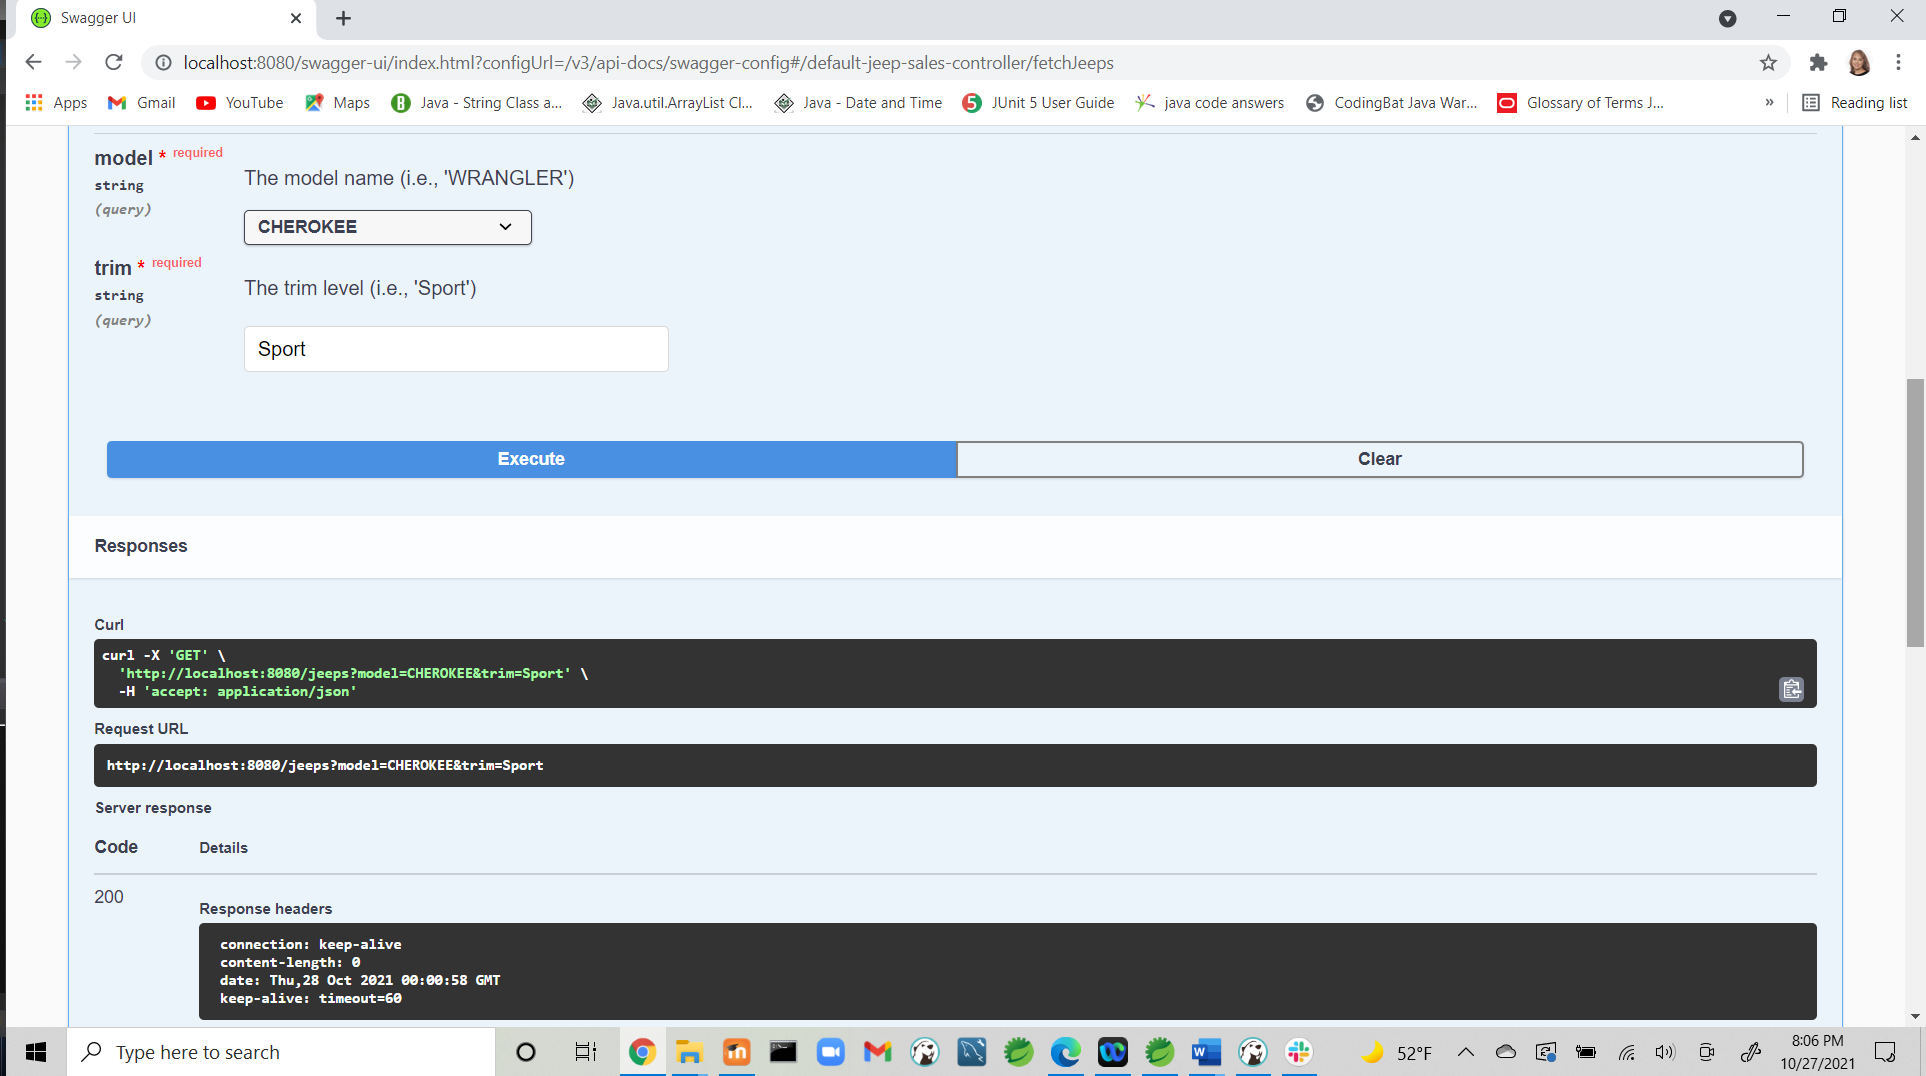 Swagger UI
localhost:8080/swagger-ui/index.html?configUrl=/v3/api-docs/swagger-config#/default-jeep-sales-controller/fetchJeeps
Apps Gmail YouTube Maps Java - String Class a... Java.util.ArrayList Cl... Java - Date and Time JUnit 5 User Guide java code answers CodingBat Java War... Glossary of Terms J... » Reading list
model * required
string
(query)
The model name (i.e., 'WRANGLER')
CHEROKEE
trim * required
string
(query)
The trim level (i.e., 'Sport')
Sport
Execute Clear
Responses
Curl
curl -X 'GET' \
'http://localhost:8080/jeeps?model=CHEROKEE&trim=Sport' \
-H 'accept: application/json'
Request URL
http://localhost:8080/jeeps?model=CHEROKEE&trim=Sport
Server response
Code Details
200
Response headers
connection: keep-alive
content-length: 0
date: Thu,28 Oct 2021 00:00:58 GMT
keep-alive: timeout=60
Type here to search
52°F
8:06 PM
10/27/2021